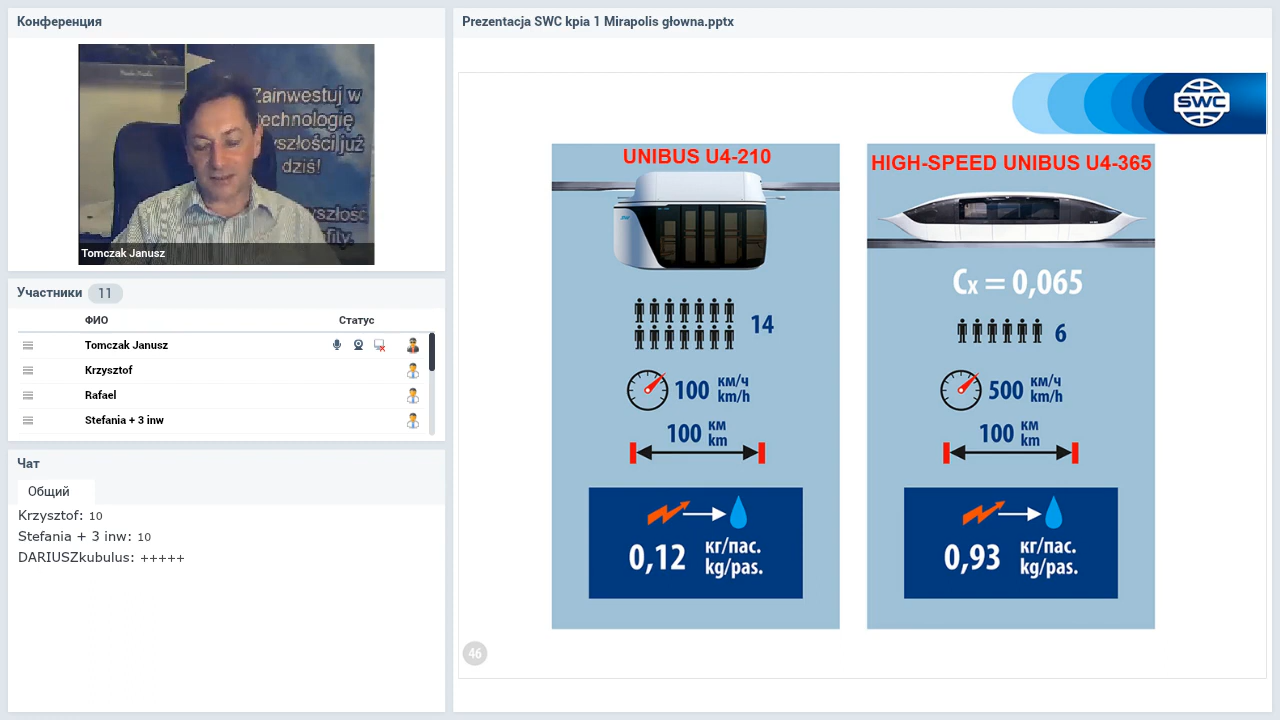 Конференция
Zainwestuj w
technologię
yszłości już
dziś!
yszłość
Tomczak Janusz
Участники 11
ФИО Статус
Tomczak Janusz
Krzysztof
Rafael
Stefania + 3 inw
Чат
Общий
Krzysztof: 10
Stefania + 3 inw: 10
DARIUSZkubulus: +++++
Prezentacja SWC kpia 1 Mirapolis głowna.pptx
SWC
UNIBUS U4-210
14
100 км/ч
km/h
100 км
km
0,12 кг/пас.
kg/pas.
HIGH-SPEED UNIBUS U4-365
Cx = 0,065
6
500 км/ч
km/h
100 км
km
0,93 кг/пас.
kg/pas.
46